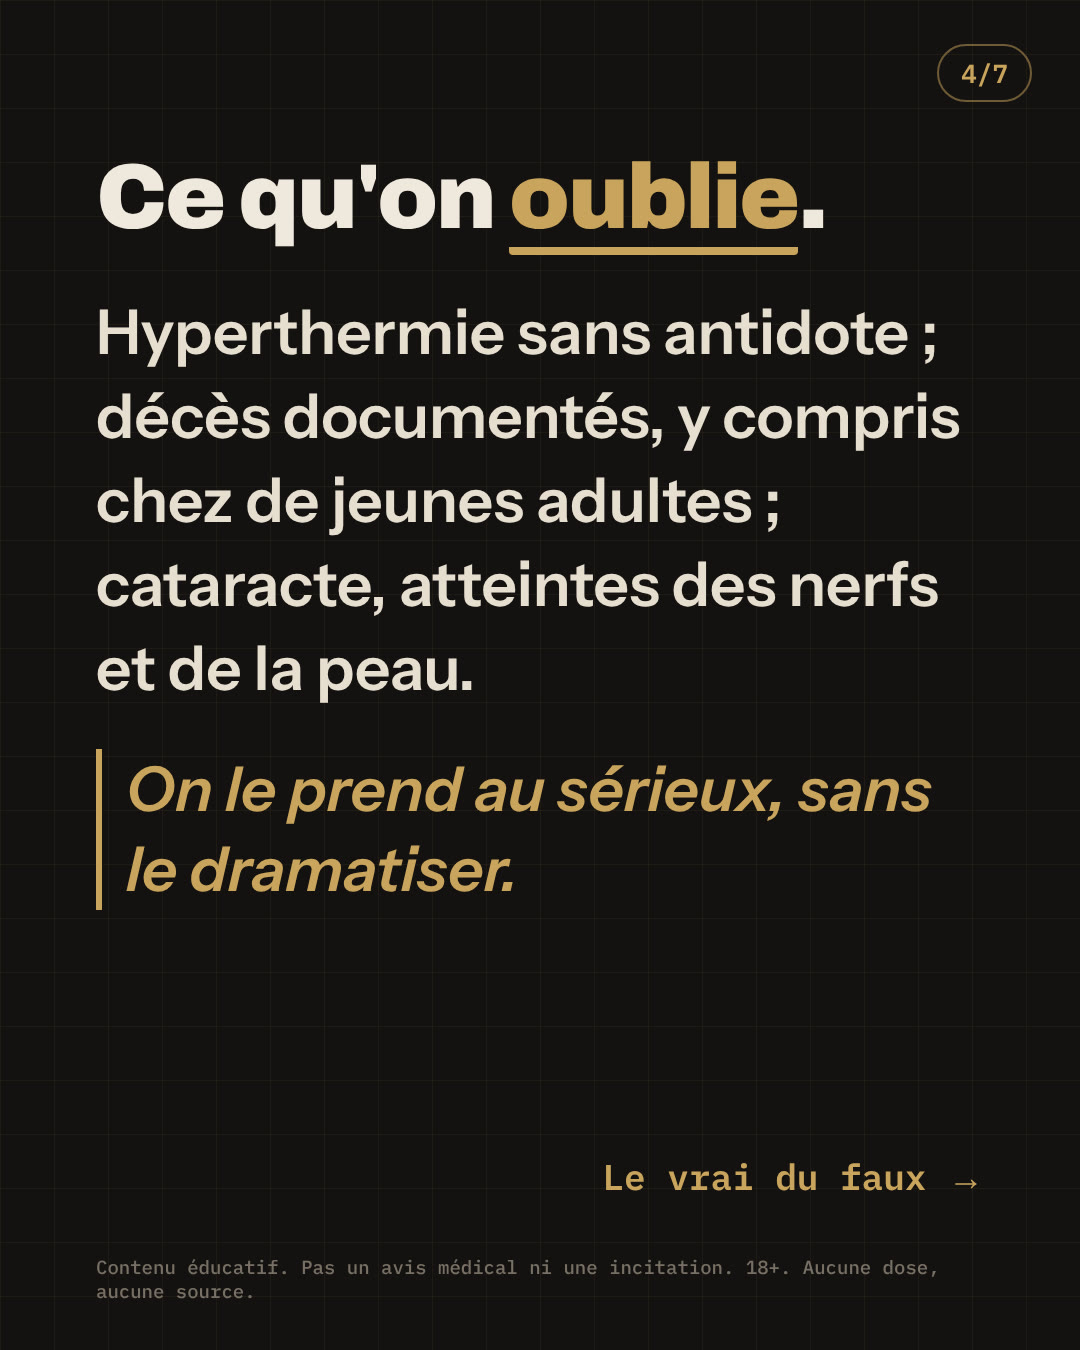 4/7
Ce qu'on oublie.
Hyperthermie sans antidote ;
décès documentés, y compris
chez de jeunes adultes ;
cataracte, atteintes des nerfs
et de la peau.
On le prend au sérieux, sans
le dramatiser.
Le vrai du faux →
Contenu éducatif. Pas un avis médical ni une incitation. 18+. Aucune dose,
aucune source.